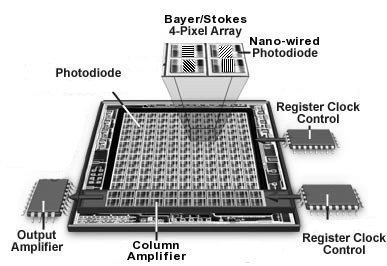 Bayer/Stokes
4-Pixel Array
Nano-wired
Photodiode
Photodiode
Register Clock
Control
Output
Amplifier
Column
Amplifier
Register Clock
Control